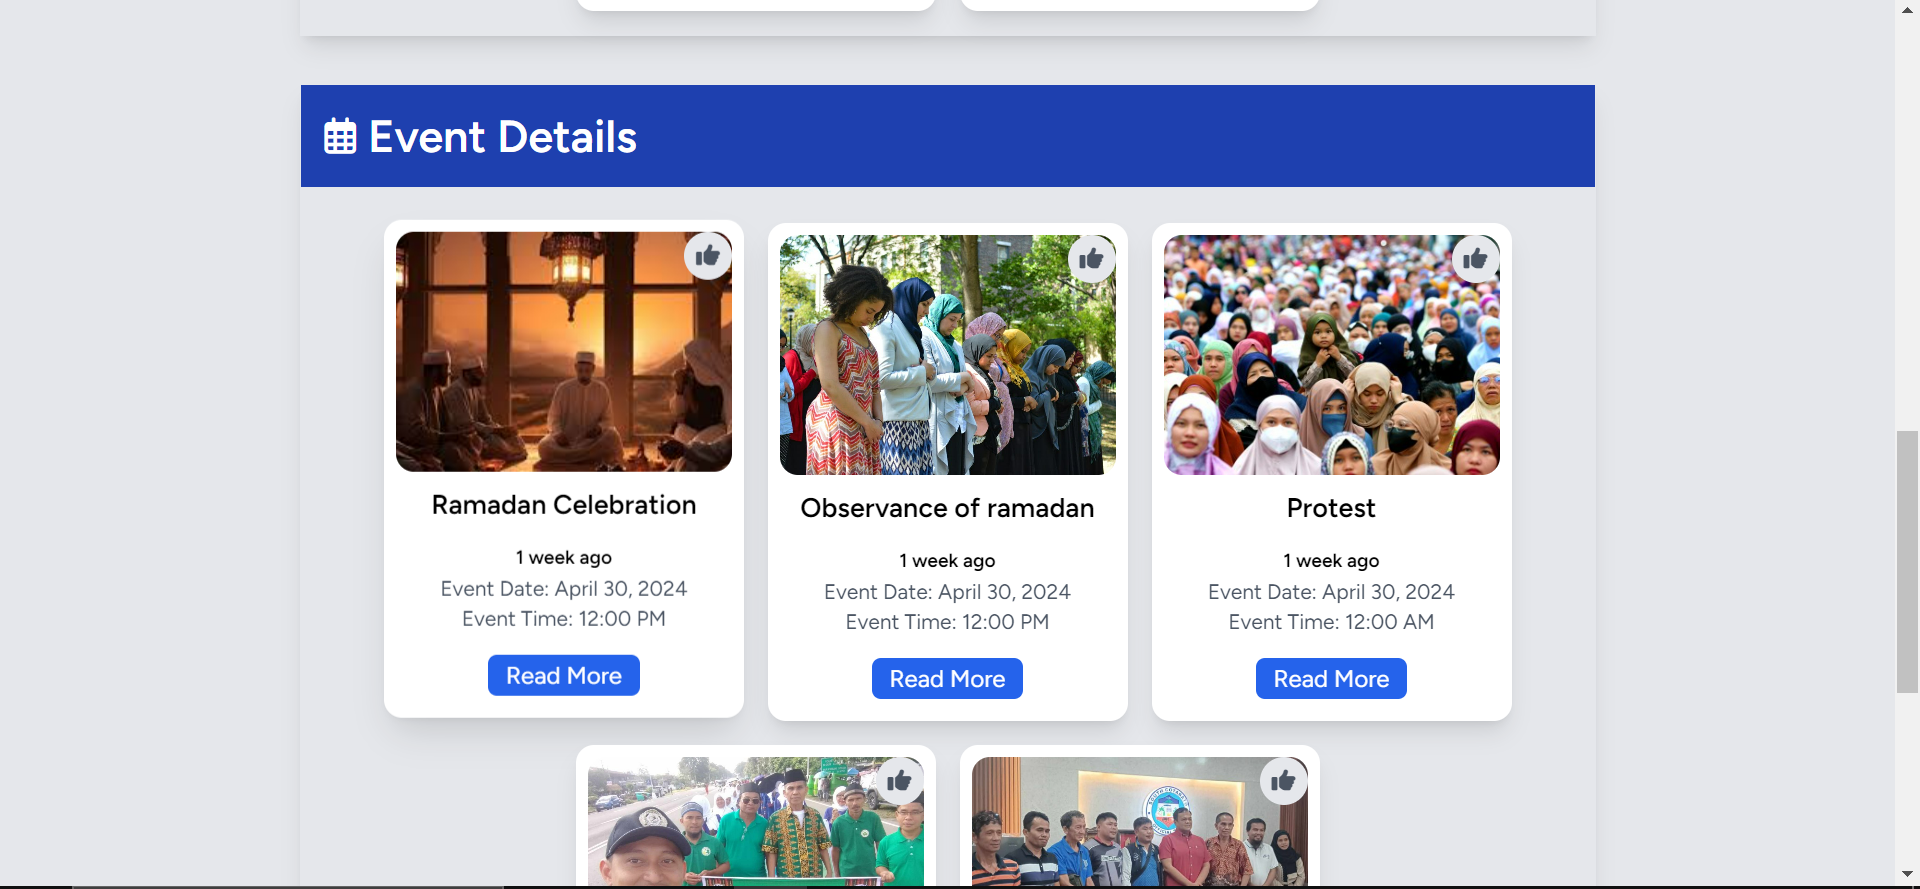 Event Details
Ramadan Celebration
1 week ago
Event Date: April 30, 2024
Event Time: 12:00 PM
Read More
Observance of ramadan
1 week ago
Event Date: April 30, 2024
Event Time: 12:00 PM
Read More
Protest
1 week ago
Event Date: April 30, 2024
Event Time: 12:00 AM
Read More